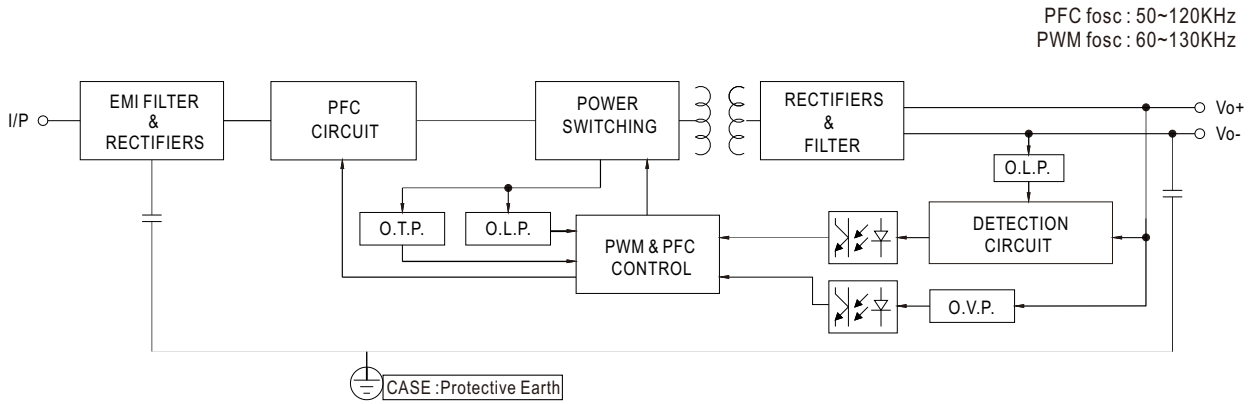 PFC fosc : 50~120KHz
PWM fosc : 60~130KHz
I/P
EMI FILTER
&
RECTIFIERS
PFC
CIRCUIT
POWER
SWITCHING
RECTIFIERS
&
FILTER
Vo+
Vo-
O.L.P.
O.T.P.
O.L.P.
PWM & PFC
CONTROL
DETECTION
CIRCUIT
O.V.P.
CASE :Protective Earth